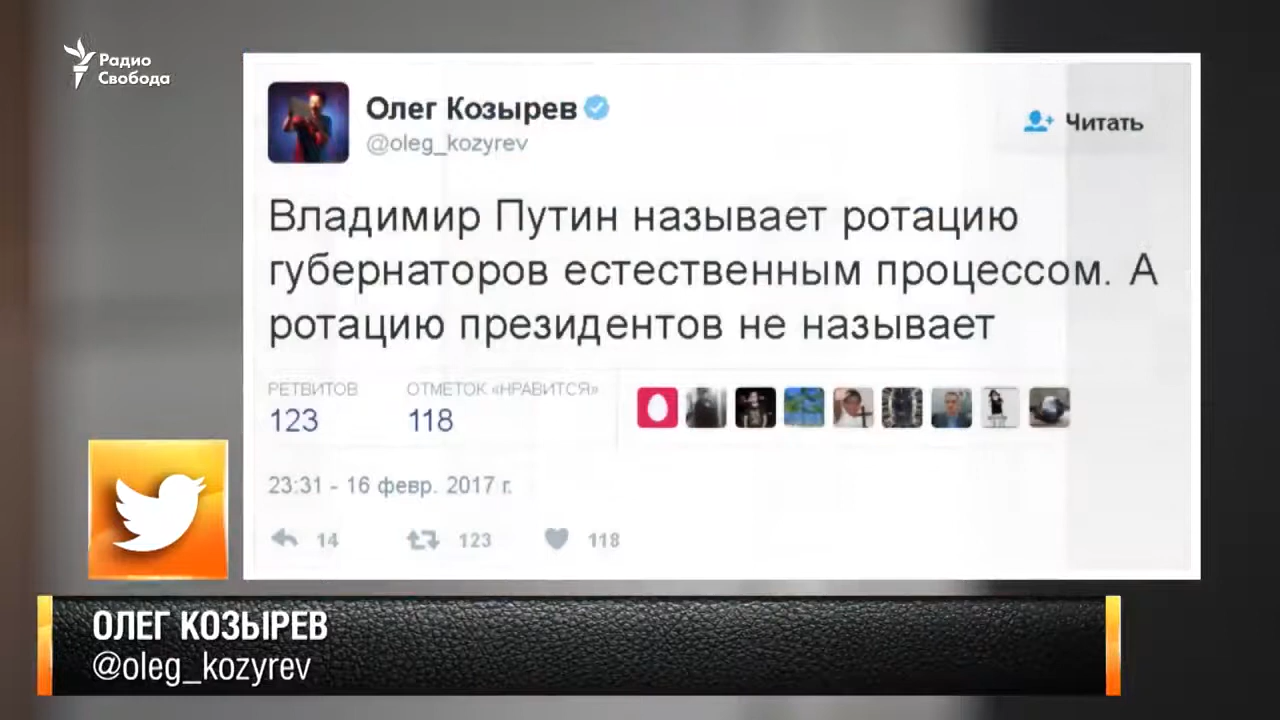 Радио
Свобода
Олег Козырев
@oleg_kozyrev
Читать
Владимир Путин называет ротацию
губернаторов естественным процессом. А
ротацию президентов не называет
РЕТВИТОВ
123
ОТМЕТОК «НРАВИТСЯ»
118
23:31 - 16 февр. 2017 г.
14
123
118
ОЛЕГ КОЗЫРЕВ
@oleg_kozyrev